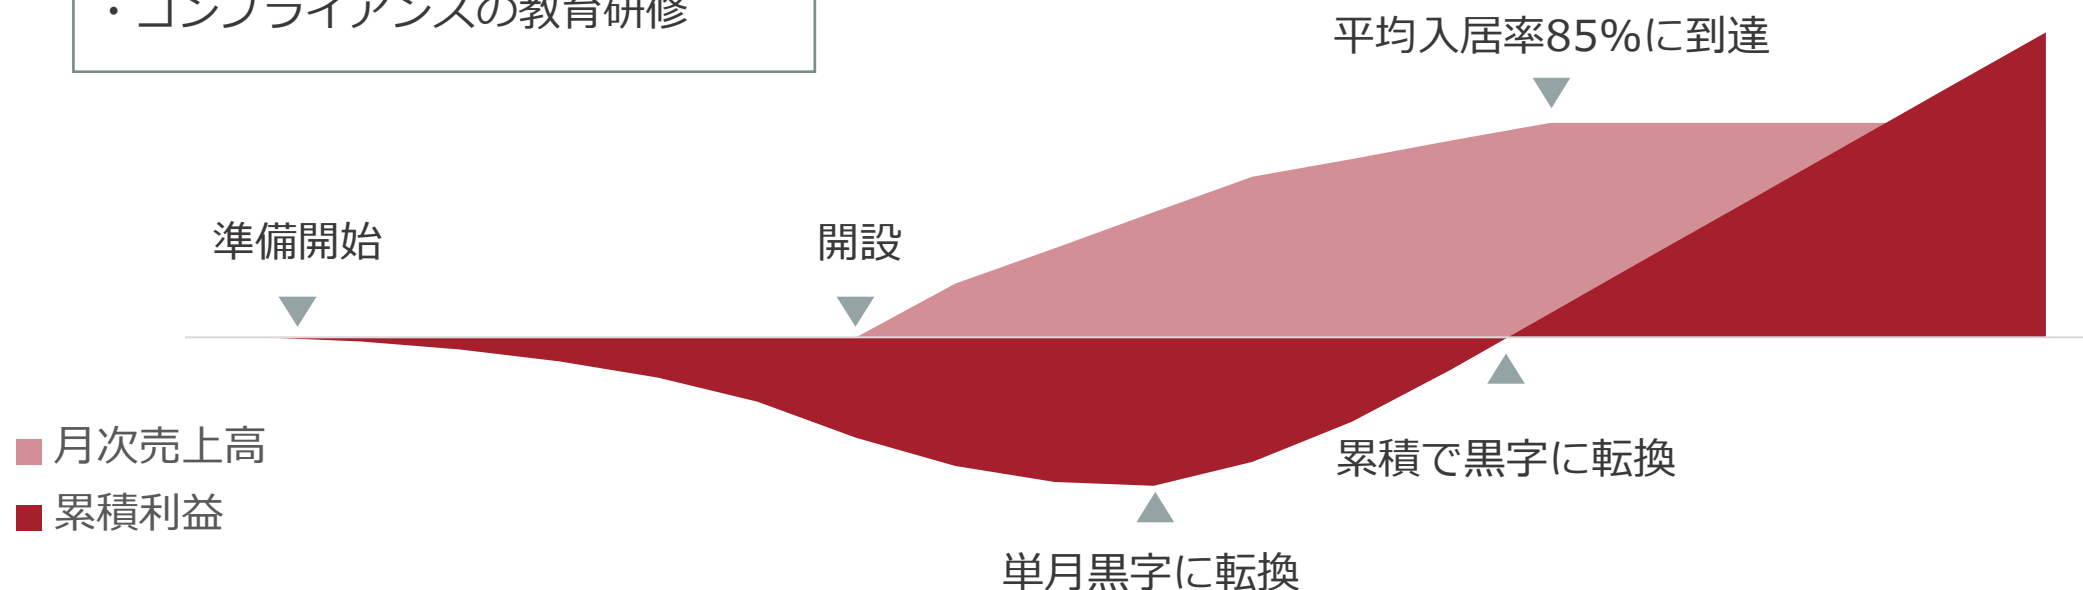 ・コンプライアンスの教育研修
平均入居率85%に到達
準備開始
開設
月次売上高
累積利益
累積で黒字に転換
単月黒字に転換